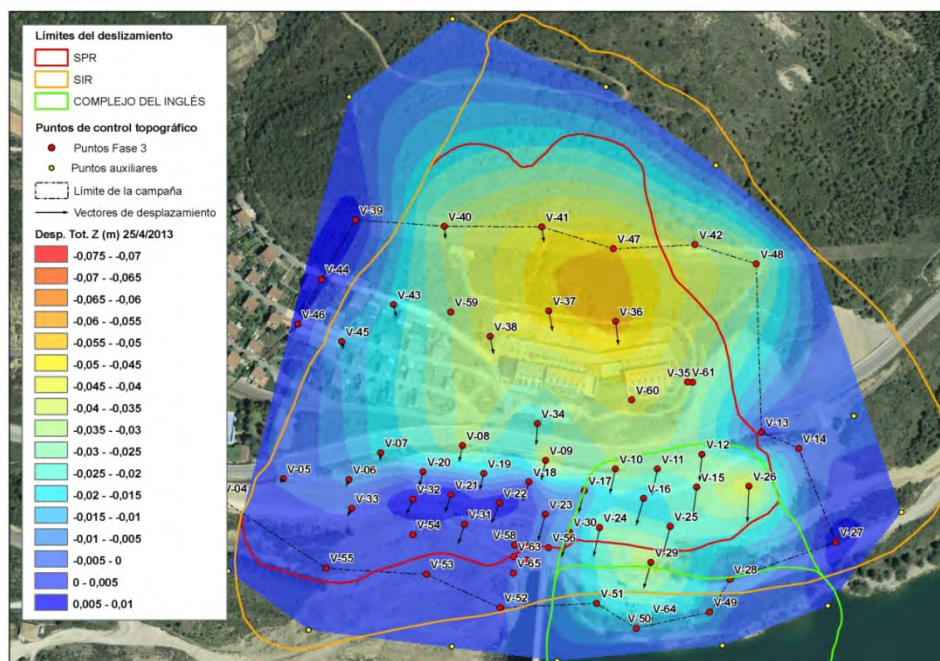 Límites del deslizamiento
SPR
SIR
COMPLEJO DEL INGLÉS
Puntos de control topográfico
Puntos Fase 3
Puntos auxiliares
Límite de la campaña
Vectores de desplazamiento
Desp. Tot. Z (m) 25/4/2013
-0,075 - -0,07
-0,07 - -0,065
-0,065 - -0,06
-0,06 - -0,055
-0,055 - -0,05
-0,05 - -0,045
-0,045 - -0,04
-0,04 - -0,035
-0,035 - -0,03
-0,03 - -0,025
-0,025 - -0,02
-0,02 - -0,015
-0,015 - -0,01
-0,01 - -0,005
-0,005 - 0
0 - 0,005
0,005 - 0,01
V-39
V-40
V-41
V-47
V-42
V-48
V-44
V-43
V-59
V-37
V-36
V-46
V-45
V-38
V-35
V-61
V-60
V-34
V-13
V-14
V-07
V-08
V-09
V-12
V-05
V-06
V-20
V-19
V-18
V-10
V-11
V-04
V-33
V-32
V-21
V-22
V-23
V-17
V-16
V-15
V-26
V-54
V-31
V-30
V-24
V-25
V-27
V-58
V-63
V-56
V-55
V-53
V-65
V-29
V-28
V-52
V-51
V-64
V-49
V-50